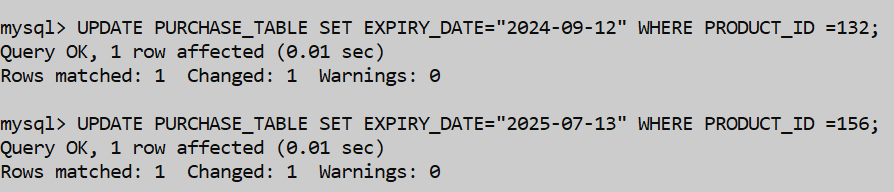 mysql> UPDATE PURCHASE_TABLE SET EXPIRY_DATE="2024-09-12" WHERE PRODUCT_ID =132;
Query OK, 1 row affected (0.01 sec)
Rows matched: 1  Changed: 1  Warnings: 0
mysql> UPDATE PURCHASE_TABLE SET EXPIRY_DATE="2025-07-13" WHERE PRODUCT_ID =156;
Query OK, 1 row affected (0.01 sec)
Rows matched: 1  Changed: 1  Warnings: 0